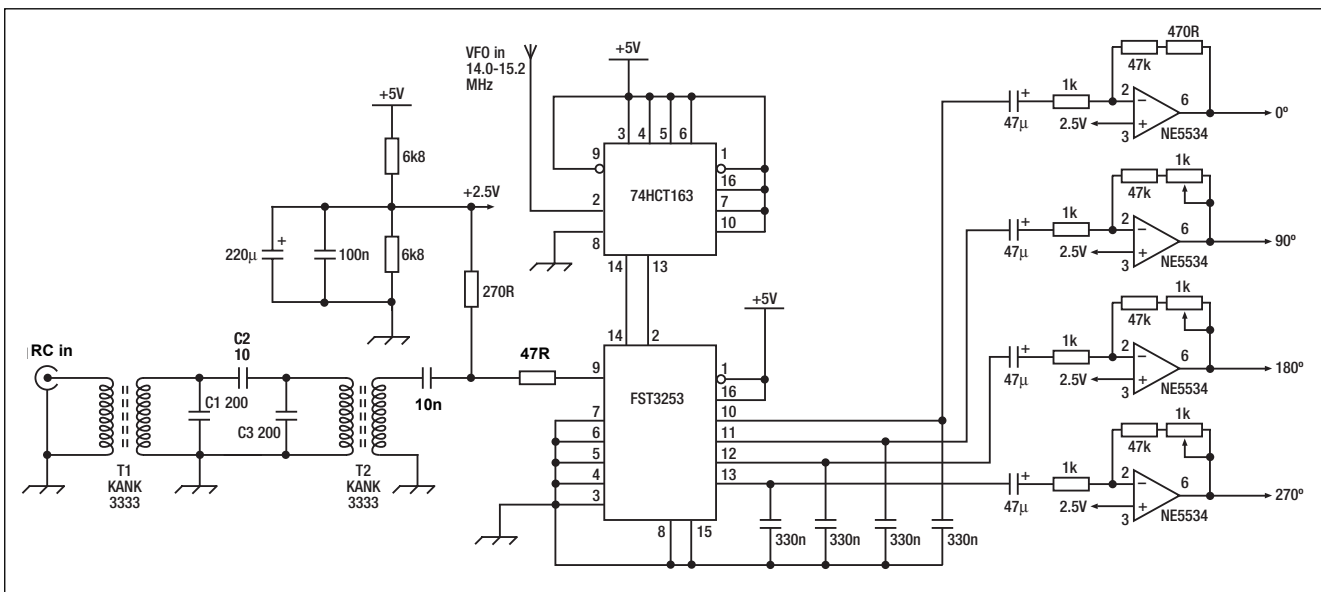 VFO in
14.0-15.2
MHz
+5V
+5V
6k8
+2.5V
220µ
+
100n
6k8
270R
3
4
5
6
9
1
74HCT163
16
2
7
8
10
14
13
+5V
RC in
C2
10
C1 200
C3 200
T1
KANK
3333
T2
KANK
3333
10n
47R
14
2
9
1
FST3253
16
7
10
6
11
5
12
4
13
3
8
15
330n
330n
330n
330n
47µ
+
1k
47k
470R
2
−
6
2.5V
+
3
NE5534
0º
47µ
+
1k
47k
1k
2
−
6
2.5V
+
3
NE5534
90º
47µ
+
1k
47k
1k
2
−
6
2.5V
+
3
NE5534
180º
47µ
+
1k
47k
1k
2
−
6
2.5V
+
3
NE5534
270º